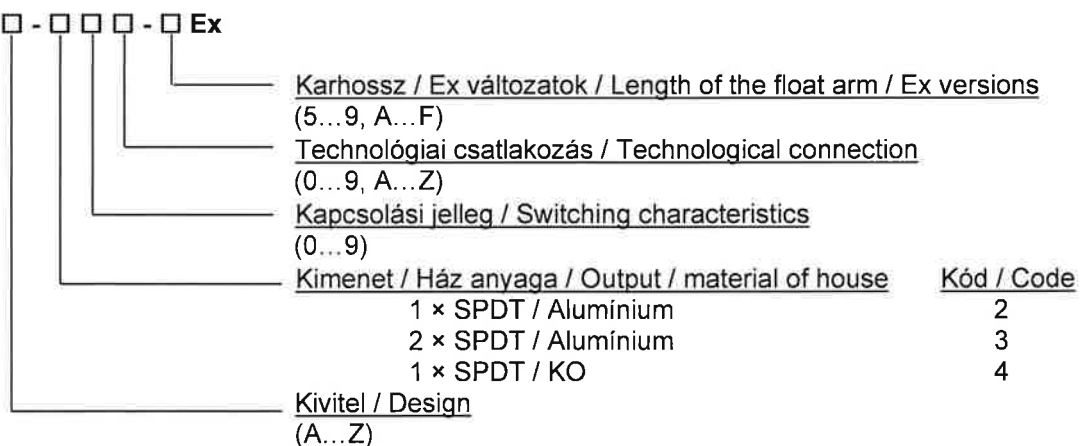 □ - □ □ □ - □ Ex
Karhossz / Ex változatok / Length of the float arm / Ex versions
(5...9, A...F)
Technológiai csatlakozás / Technological connection
(0...9, A...Z)
Kapcsolási jelleg / Switching characteristics
(0...9)
Kimenet / Ház anyaga / Output / material of house Kód / Code
1 × SPDT / Alumínium 2
2 × SPDT / Alumínium 3
1 × SPDT / KO 4
Kivitel / Design
(A...Z)